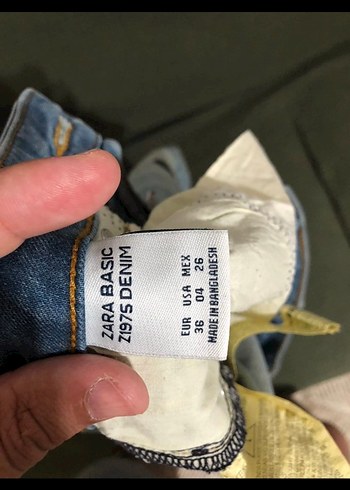 ZARA BASIC
Z1975 DENIM
EUR USA MEX
36 04 26
MADE IN BANGLADESH